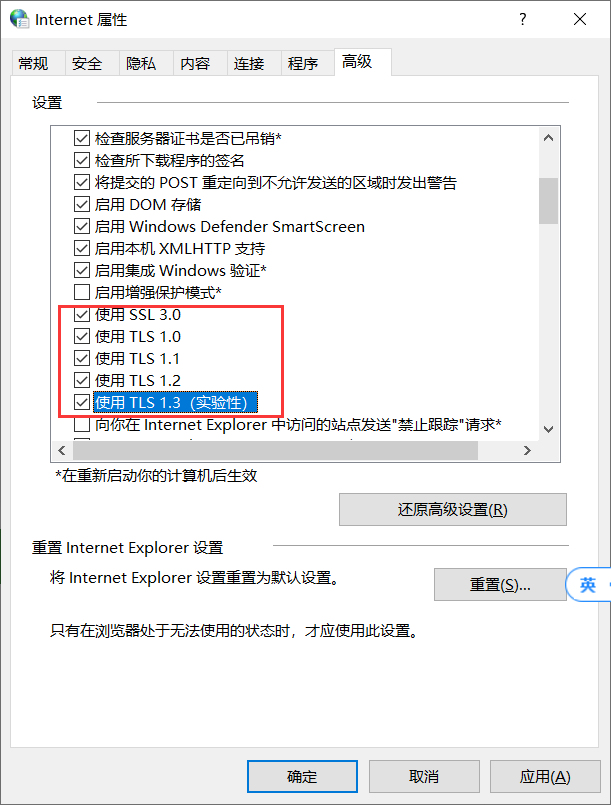 Internet 属性
常规 安全 隐私 内容 连接 程序 高级
设置
检查服务器证书是否已吊销*
检查所下载程序的签名
将提交的 POST 重定向到不允许发送的区域时发出警告
启用 DOM 存储
启用 Windows Defender SmartScreen
启用本机 XMLHTTP 支持
启用集成 Windows 验证*
启用增强保护模式*
使用 SSL 3.0
使用 TLS 1.0
使用 TLS 1.1
使用 TLS 1.2
使用 TLS 1.3（实验性）
向你在 Internet Explorer 中访问的站点发送"禁止跟踪"请求*
*在重新启动你的计算机后生效
还原高级设置(R)
重置 Internet Explorer 设置
将 Internet Explorer 设置重置为默认设置。
重置(S)...
英
只有在浏览器处于无法使用的状态时，才应使用此设置。
确定 取消 应用(A)